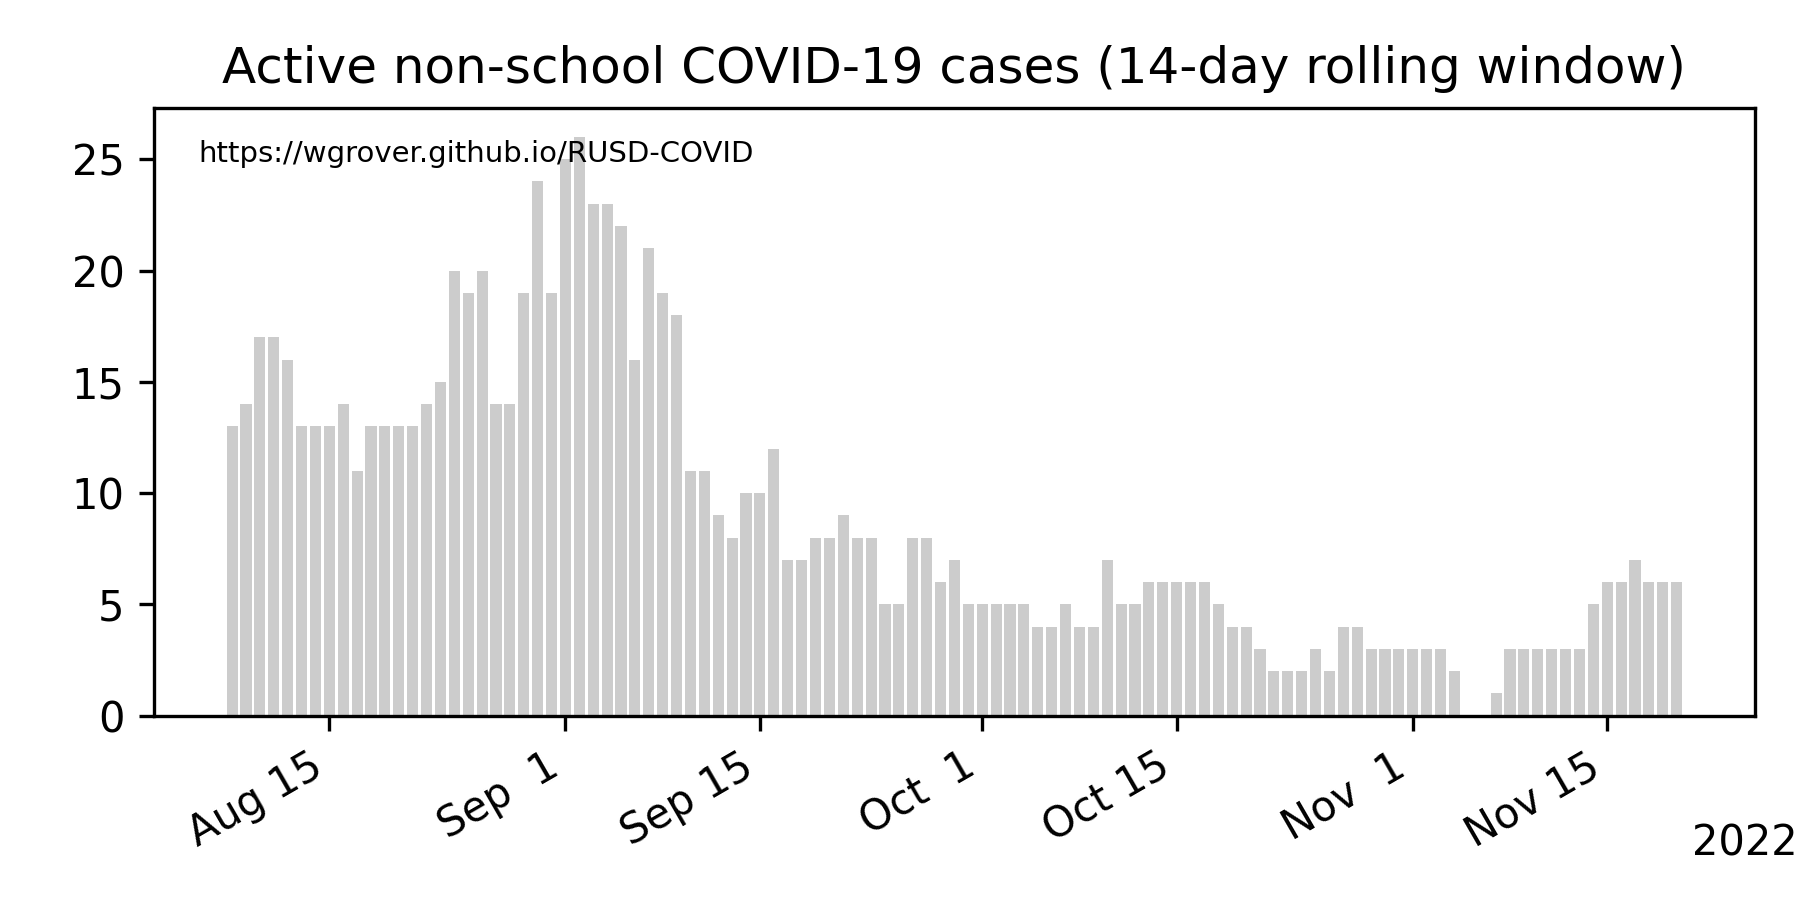 Active non-school COVID-19 cases (14-day rolling window)
https://wgrover.github.io/RUSD-COVID
25
20
15
10
5
0
Aug 15
Sep 1
Sep 15
Oct 1
Oct 15
Nov 1
Nov 15
2022